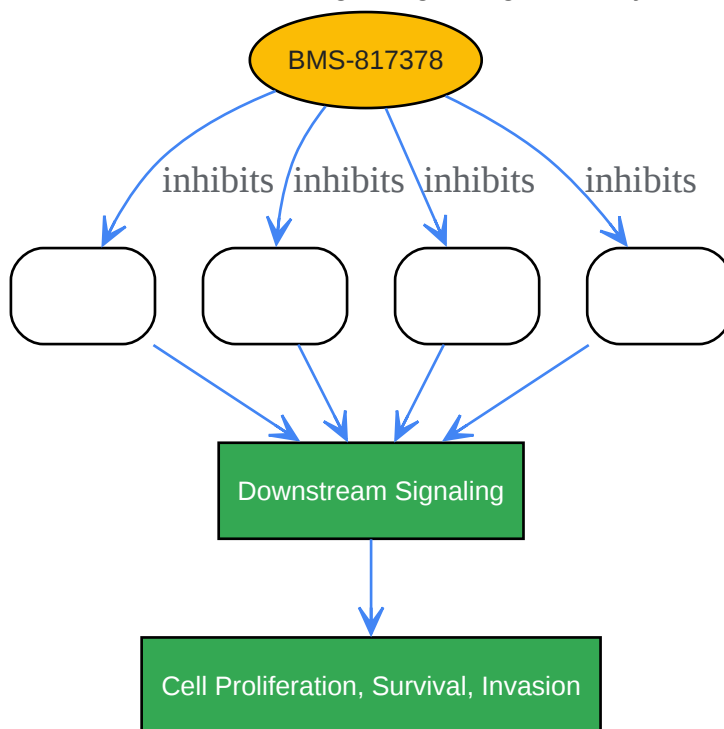 BMS-817378
inhibits inhibits inhibits inhibits
Downstream Signaling
Cell Proliferation, Survival, Invasion